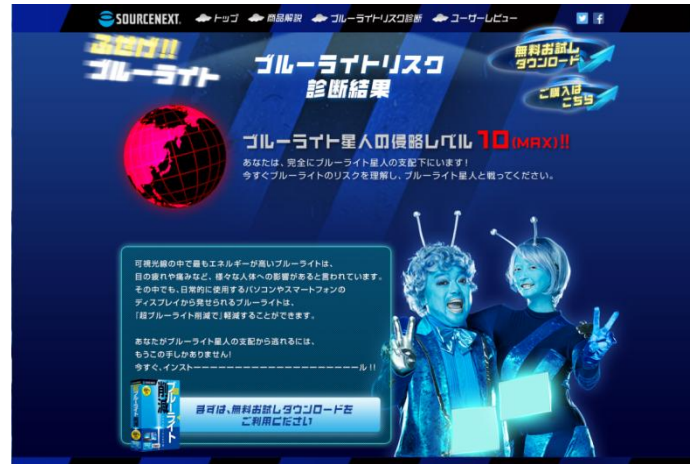 SOURCENEXT.
トップ
商品解説
ブルーライトリスク診断
ユーザーレビュー
ふせげ!!
ブルーライト
無料お試し
ダウンロード
ご購入は
こちら
ブルーライトリスク
診断結果
ブルーライト星人の侵略レベル 10(MAX)!!
あなたは、完全にブルーライト星人の支配下にいます!
今すぐブルーライトのリスクを理解し、ブルーライト星人と戦ってください。
可視光線の中で最もエネルギーが高いブルーライトは、
目の疲れや痛みなど、様々な人体への影響があると言われています。
その中でも、日常的に使用するパソコンやスマートフォンの
ディスプレイから発せられるブルーライトは、
「超ブルーライト削減で」軽減することができます。
あなたがブルーライト星人の支配から逃れるには、
もうこの手しかありません!
今すぐ、インストーーーーーーーーーーーーーーーーーーーーール!!
ブルーライト
削減
まずは、無料お試しダウンロードを
ご利用ください